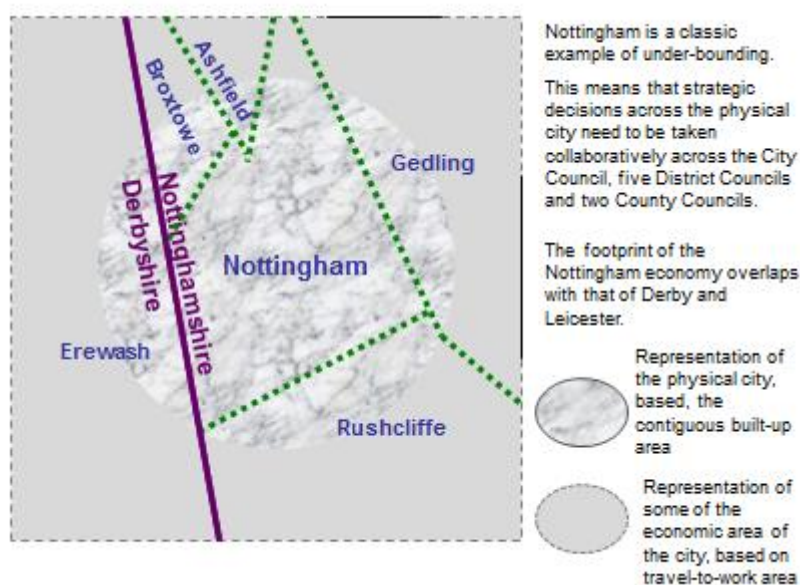 Broxtowe
Ashfield
Gedling
Derbyshire
Nottinghamshire
Nottingham
Erewash
Rushcliffe
Nottingham is a classic
example of under-bounding.
This means that strategic
decisions across the physical
city need to be taken
collaboratively across the City
Council, five District Councils
and two County Councils.
The footprint of the
Nottingham economy overlaps
with that of Derby and
Leicester.
Representation of
the physical city,
based, the
contiguous built-up
area
Representation of
some of the
economic area of
the city, based on
travel-to-work area